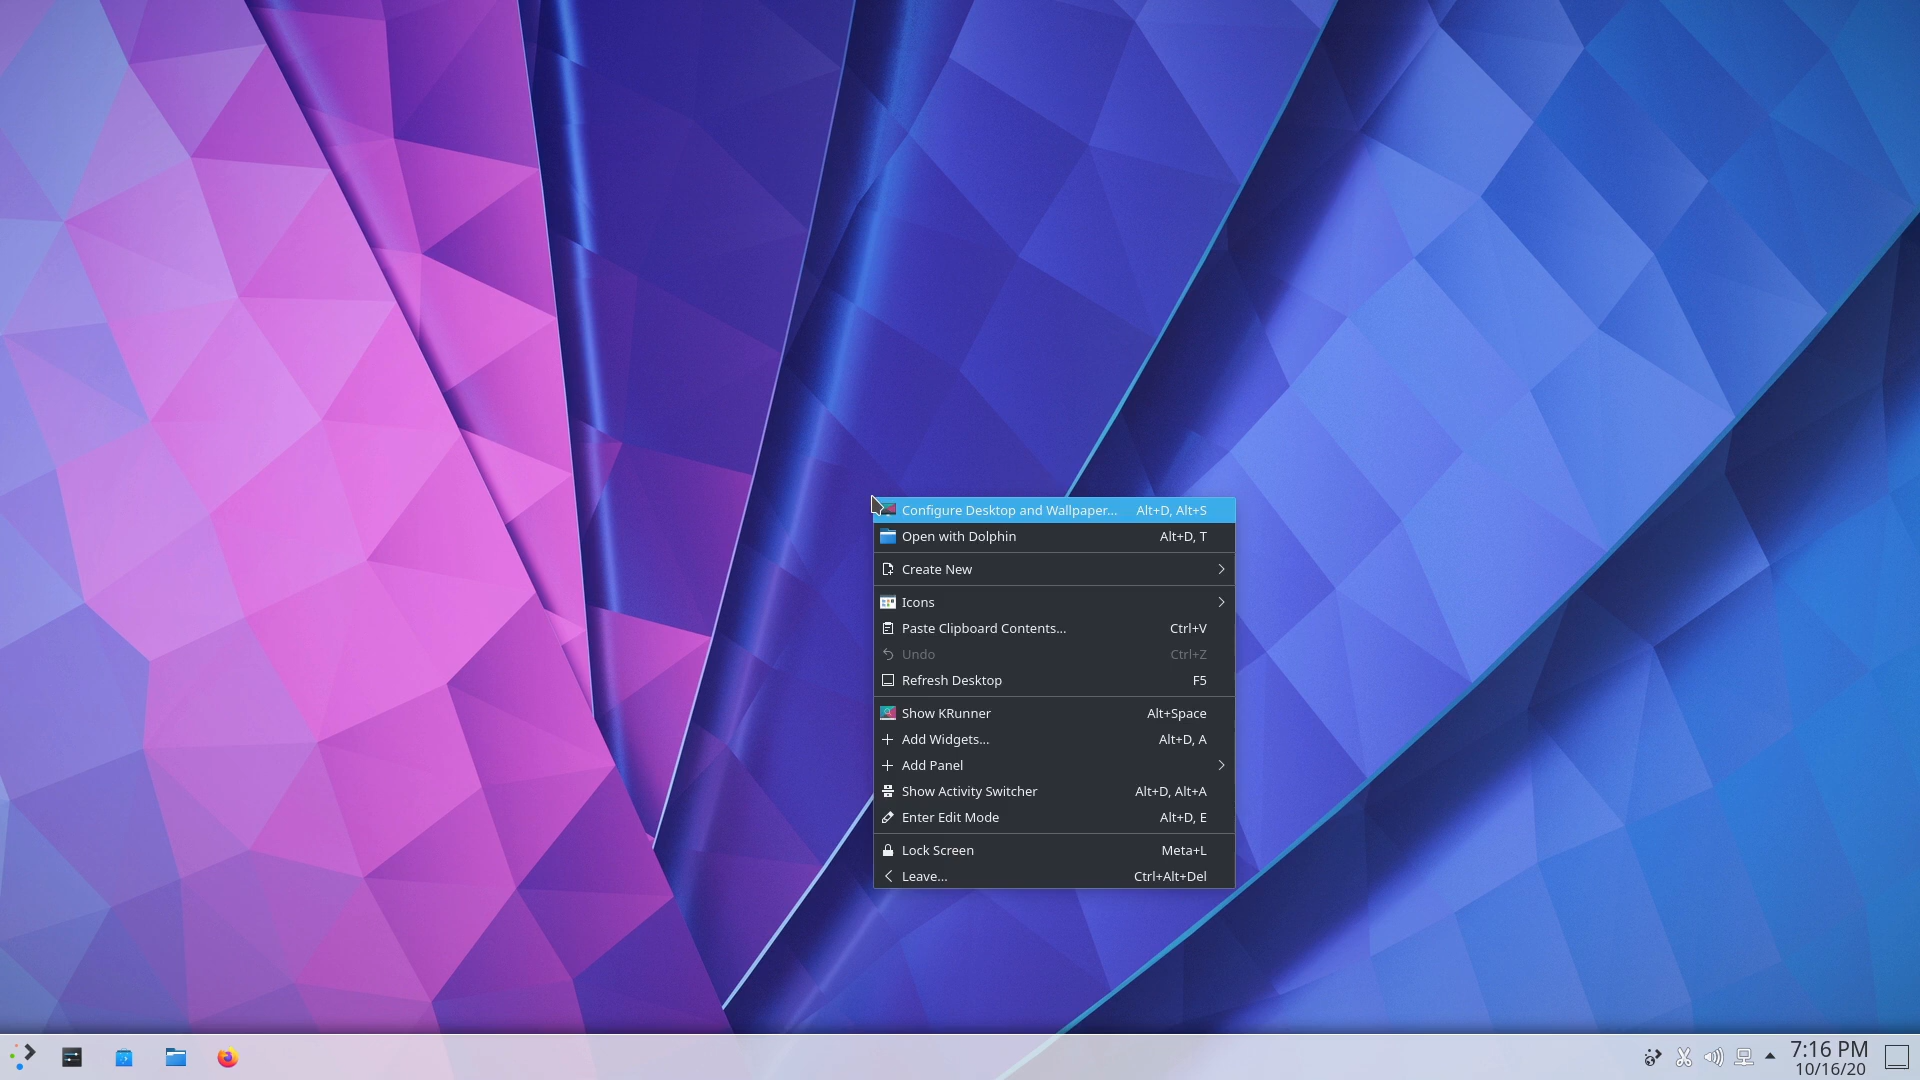 Configure Desktop and Wallpaper... Alt+D, Alt+S
Open with Dolphin Alt+D, T
Create New
Icons
Paste Clipboard Contents... Ctrl+V
Undo Ctrl+Z
Refresh Desktop F5
Show KRunner Alt+Space
Add Widgets... Alt+D, A
Add Panel
Show Activity Switcher Alt+D, Alt+A
Enter Edit Mode Alt+D, E
Lock Screen Meta+L
Leave... Ctrl+Alt+Del
7:16 PM
10/16/20